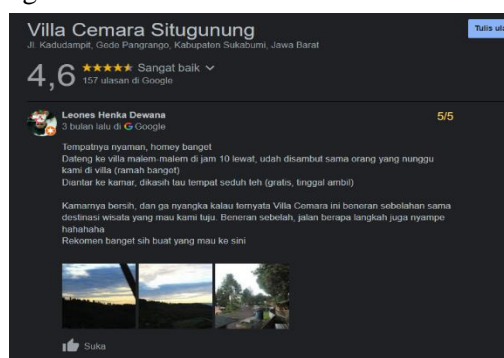 Villa Cemara Situgunung
Jl. Kadudampit, Gede Pangrango, Kabupaten Sukabumi, Jawa Barat
Tulis ula
4,6
Sangat baik
157 ulasan di Google
Leones Henka Dewana
5/5
3 bulan lalu di Google
Tempatnya nyaman, homey banget
Dateng ke villa malem-malem di jam 10 lewat, udah disambut sama orang yang nunggu
kami di villa (ramah banget)
Diantar ke kamar, dikasih tau tempat seduh teh (gratis, tinggal ambil)
Kamarnya bersih, dan ga nyangka kalau ternyata Villa Cemara ini beneran sebelahan sama
destinasi wisata yang mau kami tuju. Beneran sebelah, jalan berapa langkah juga nyampe
hahahaha
Rekomen banget sih buat yang mau ke sini
Suka